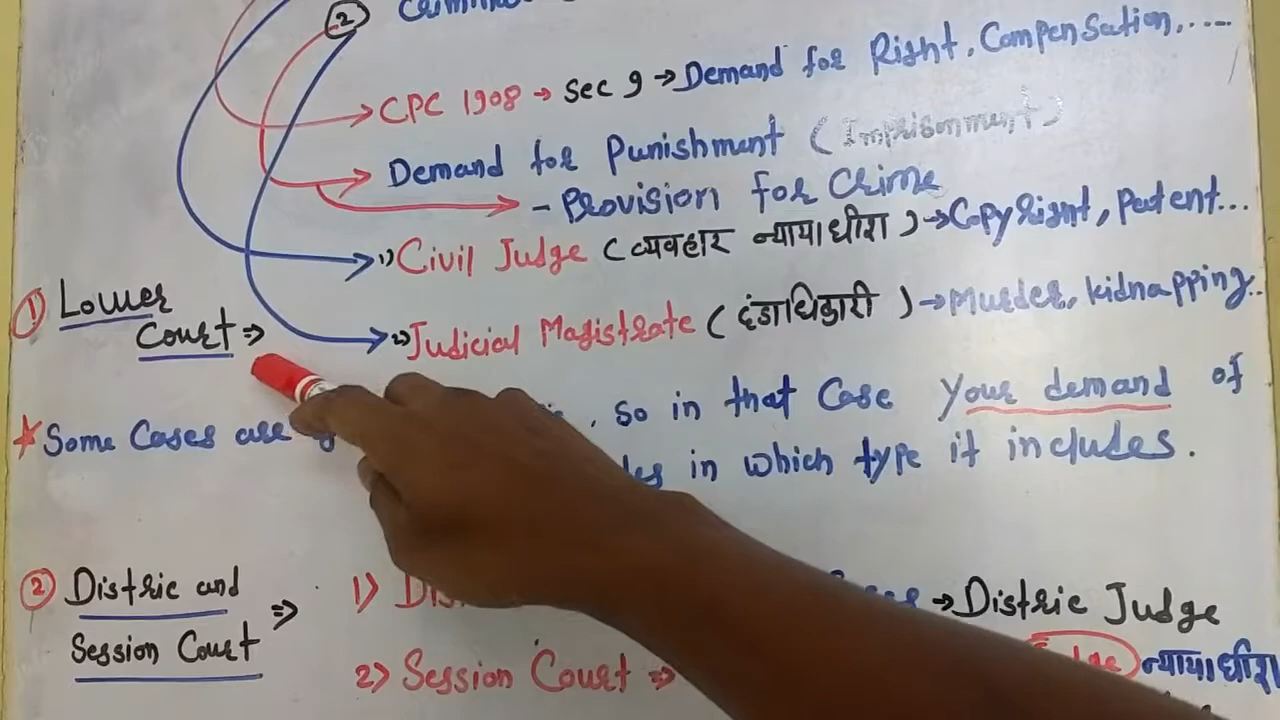 2
CPC 1908 → Sec 9 → Demand for Right, Compensation, .....
Demand for Punishment (Imprisonment)
- Provision for Crime
1) Civil Judge (व्यवहार न्यायाधीश) → Copyright, Patent...
① Lower
Court ⇒
2) Judicial Magistrate (दंडाधिकारी) → Murder, kidnapping..
* Some Cases are so in that Case your demand of
in which type it includes.
② Distric and
Session Court ⇒
1) → Distric Judge
2) Session Court ⇒ Judge न्यायाधीश